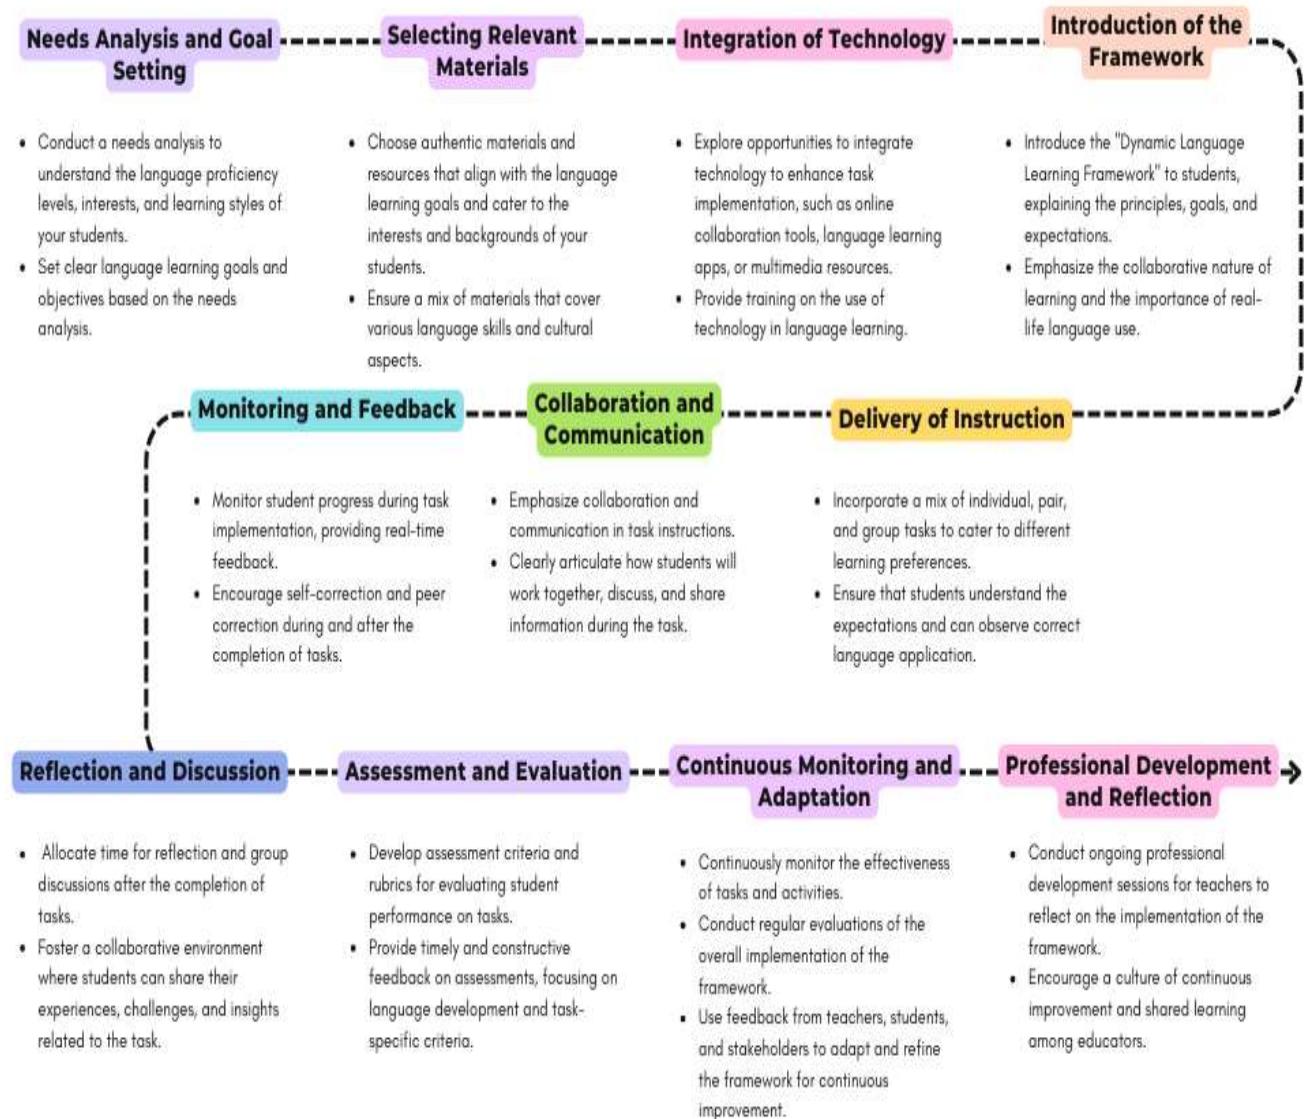 Needs Analysis and Goal
Setting
Conduct a needs analysis to
understand the language proficiency
levels, interests, and learning styles of
your students.
Set clear language learning goals and
objectives based on the needs
analysis.
Selecting Relevant
Materials
Choose authentic materials and
resources that align with the language
learning goals and cater to the
interests and backgrounds of your
students.
Ensure a mix of materials that cover
various language skills and cultural
aspects.
Integration of Technology
Explore opportunities to integrate
technology to enhance task
implementation, such as online
collaboration tools, language learning
apps, or multimedia resources.
Provide training on the use of
technology in language learning.
Introduction of the
Framework
Introduce the "Dynamic Language
Learning Framework" to students,
explaining the principles, goals, and
expectations.
Emphasize the collaborative nature of
learning and the importance of real-
life language use.
Delivery of Instruction
Incorporate a mix of individual, pair,
and group tasks to cater to different
learning preferences.
Ensure that students understand the
expectations and can observe correct
language application.
Collaboration and
Communication
Emphasize collaboration and
communication in task instructions.
Clearly articulate how students will
work together, discuss, and share
information during the task.
Monitoring and Feedback
Monitor student progress during task
implementation, providing real-time
feedback.
Encourage self-correction and peer
correction during and after the
completion of tasks.
Reflection and Discussion
Allocate time for reflection and group
discussions after the completion of
tasks.
Foster a collaborative environment
where students can share their
experiences, challenges, and insights
related to the task.
Assessment and Evaluation
Develop assessment criteria and
rubrics for evaluating student
performance on tasks.
Provide timely and constructive
feedback on assessments, focusing on
language development and task-
specific criteria.
Continuous Monitoring and
Adaptation
Continuously monitor the effectiveness
of tasks and activities.
Conduct regular evaluations of the
overall implementation of the
framework.
Use feedback from teachers, students,
and stakeholders to adapt and refine
the framework for continuous
improvement.
Professional Development
and Reflection
Conduct ongoing professional
development sessions for teachers to
reflect on the implementation of the
framework.
Encourage a culture of continuous
improvement and shared learning
among educators.